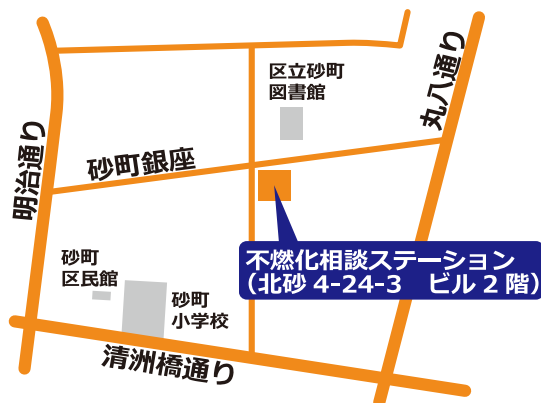 区立砂町
図書館
丸八通り
明治通り
砂町銀座
不燃化相談ステーション
（北砂 4-24-3　ビル 2 階）
砂町
区民館
砂町
小学校
清洲橋通り